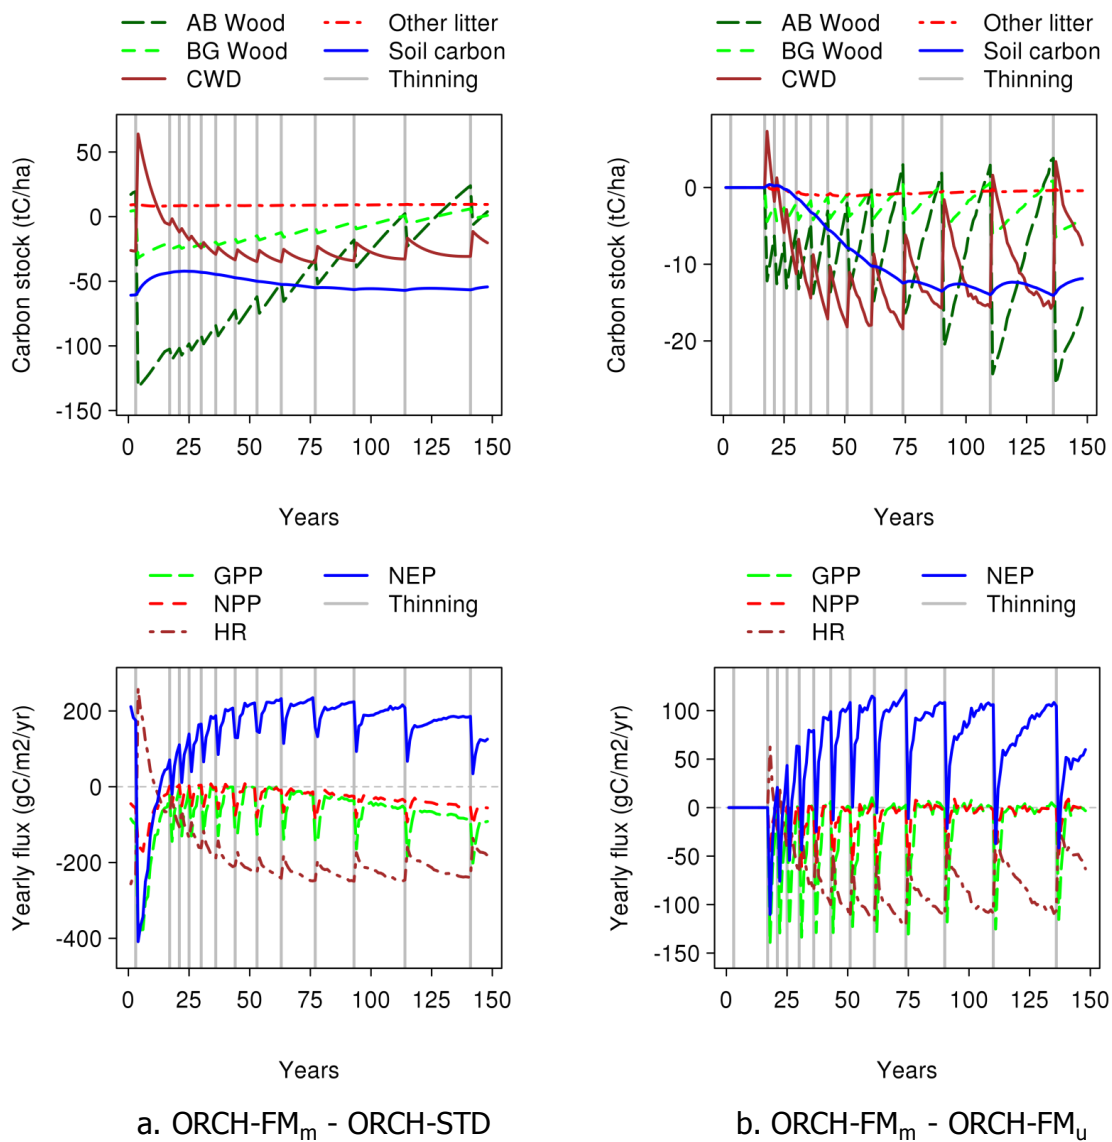 AB Wood Other litter
BG Wood Soil carbon
CWD Thinning
Carbon stock (tC/ha)
50
0
-50
-100
-150
0 25 50 75 100 125 150
Years
AB Wood Other litter
BG Wood Soil carbon
CWD Thinning
Carbon stock (tC/ha)
0
-10
-20
0 25 50 75 100 125 150
Years
GPP NEP
NPP Thinning
HR
Yearly flux (gC/m2/yr)
200
0
-200
-400
0 25 50 75 100 125 150
Years
a. ORCH-FMm - ORCH-STD
GPP NEP
NPP Thinning
HR
Yearly flux (gC/m2/yr)
100
50
0
-50
-100
-150
0 25 50 75 100 125 150
Years
b. ORCH-FMm - ORCH-FMu